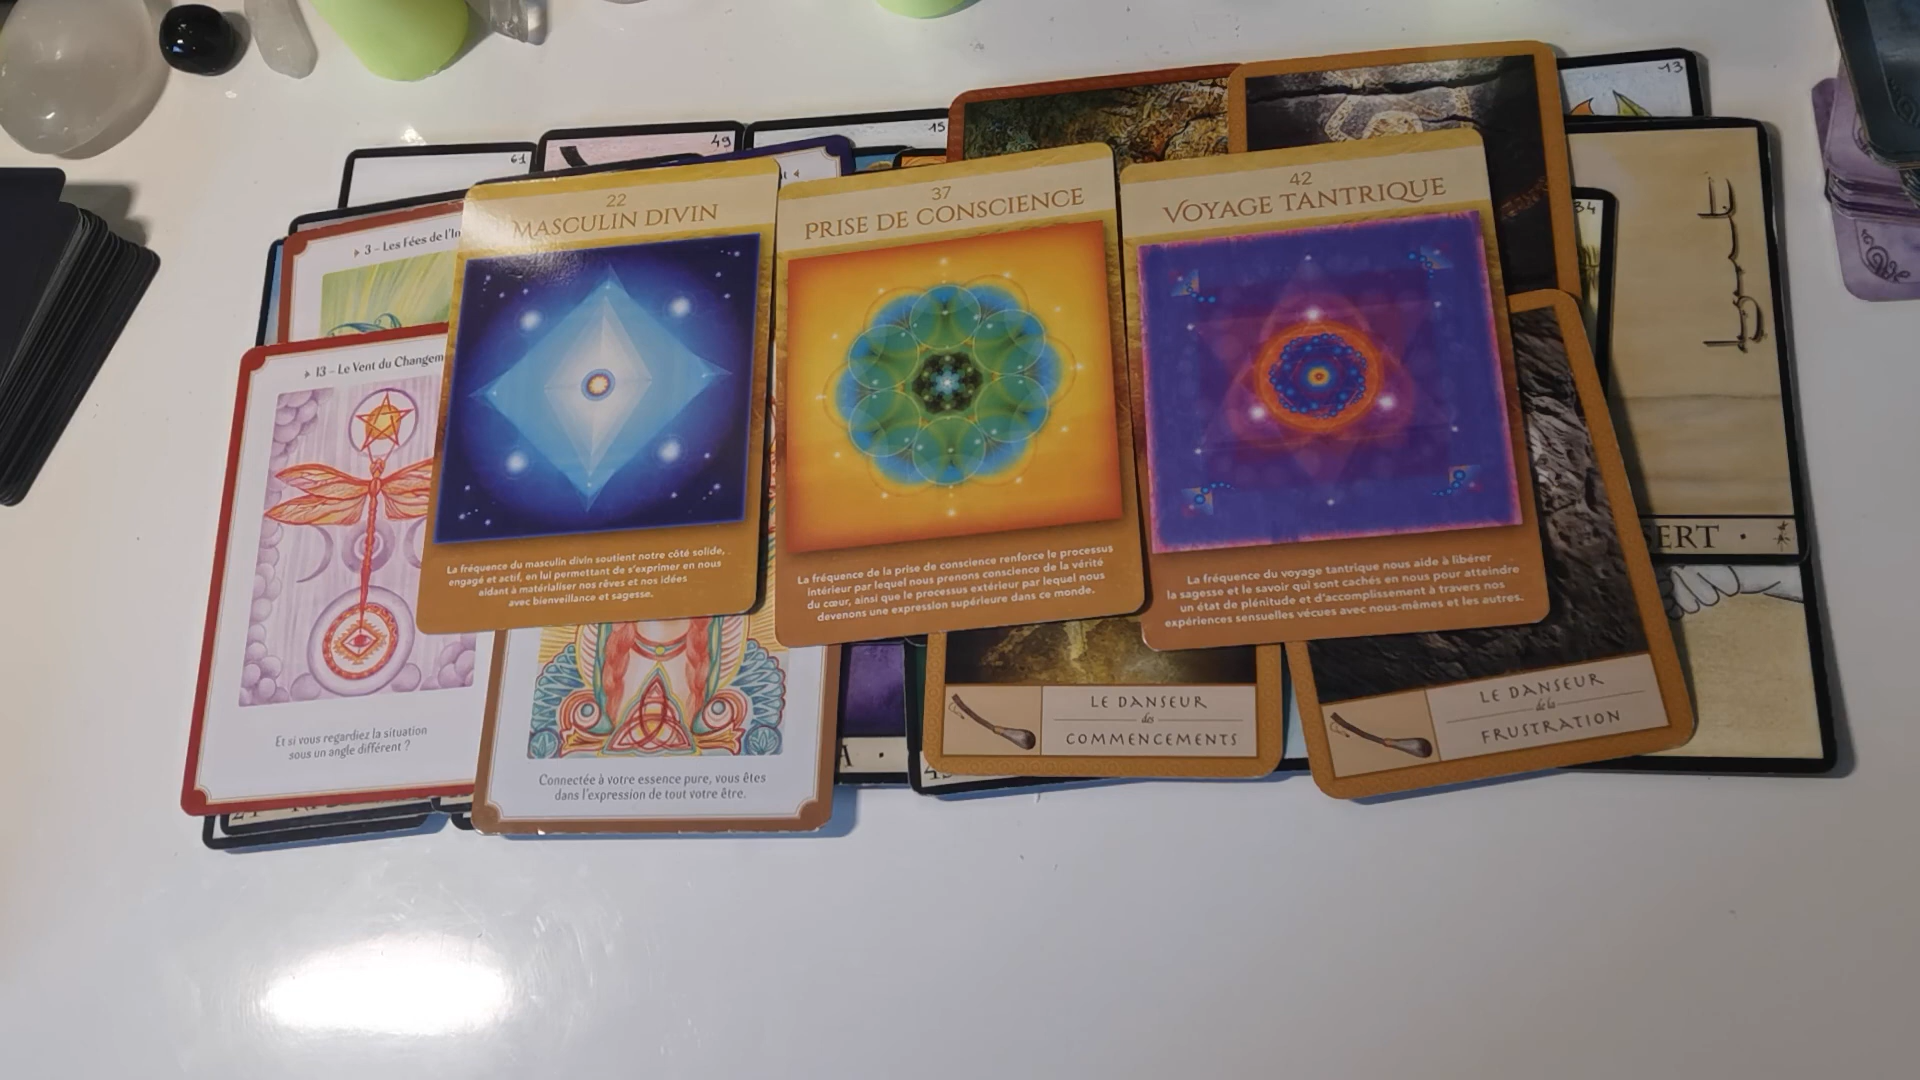 13
15
49
61
34
22
MASCULIN DIVIN
La fréquence du masculin divin soutient notre côté solide,
engagé et actif, en lui permettant de s'exprimer en nous
aidant à matérialiser nos rêves et nos idées
avec bienveillance et sagesse.
37
PRISE DE CONSCIENCE
La fréquence de la prise de conscience renforce le processus
intérieur par lequel nous prenons conscience de la vérité
du cœur, ainsi que le processus extérieur par lequel nous
devenons une expression supérieure dans ce monde.
42
VOYAGE TANTRIQUE
La fréquence du voyage tantrique nous aide à libérer
la sagesse et le savoir qui sont cachés en nous pour atteindre
un état de plénitude et d'accomplissement à travers nos
expériences sensuelles vécues avec nous-mêmes et les autres.
3 – Les Fées de l'In
13 – Le Vent du Changem
Et si vous regardiez la situation
sous un angle différent ?
Connectée à votre essence pure, vous êtes
dans l'expression de tout votre être.
LE DANSEUR
des
COMMENCEMENTS
LE DANSEUR
de la
FRUSTRATION
SERT
A